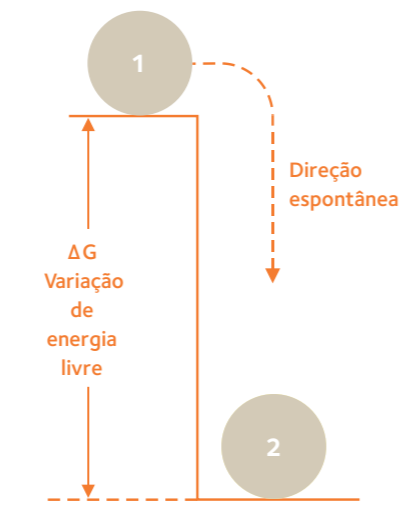 1
Direção
espontânea
ΔG
Variação
de
energia
livre
2